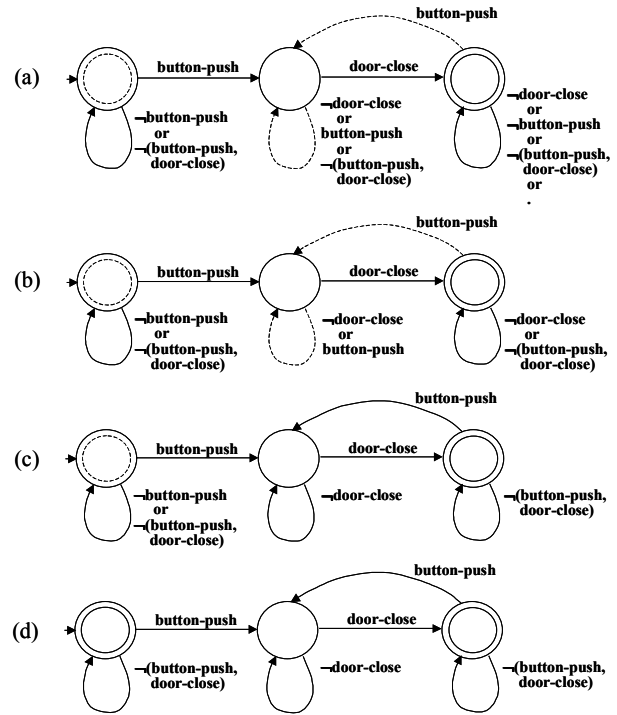 button-push
(a)
button-push
door-close
¬button-push
or
¬(button-push,
door-close)
¬door-close
or
button-push
or
¬(button-push,
door-close)
¬door-close
or
¬button-push
or
¬(button-push,
door-close)
or
.
button-push
(b)
button-push
door-close
¬button-push
or
¬(button-push,
door-close)
¬door-close
or
button-push
¬door-close
or
¬(button-push,
door-close)
button-push
(c)
button-push
door-close
¬button-push
or
¬(button-push,
door-close)
¬door-close
¬(button-push,
door-close)
button-push
(d)
button-push
door-close
¬(button-push,
door-close)
¬door-close
¬(button-push,
door-close)